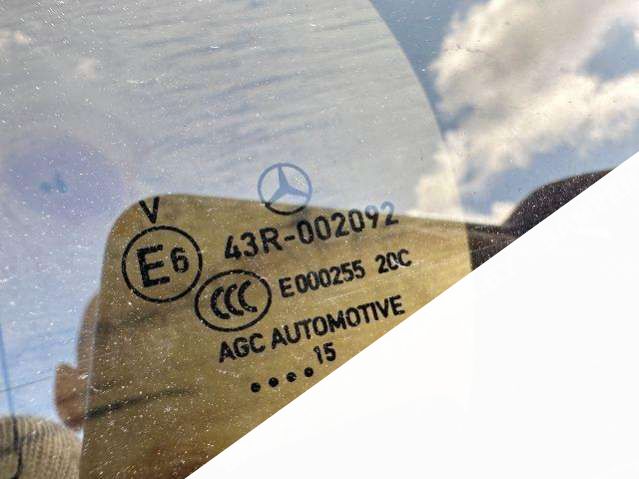 V
E6 43R-002092
CCC E000255 20C
AGC AUTOMOTIVE
15
....